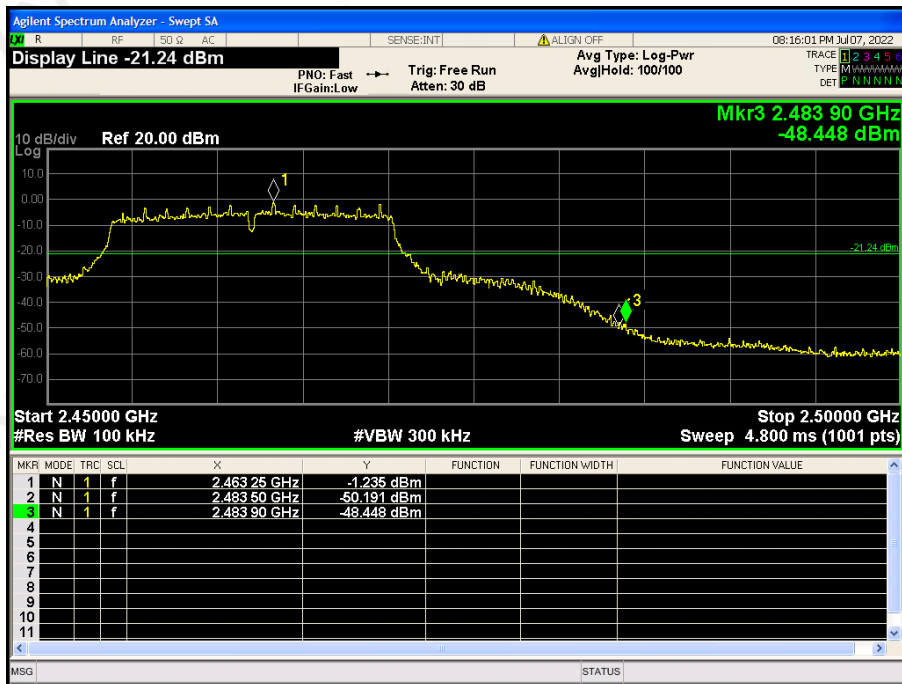 Agilent Spectrum Analyzer - Swept SA
LXI R RF 50 Ω AC SENSE:INT ALIGN OFF 08:16:01 PM Jul 07, 2022
Display Line -21.24 dBm
PNO: Fast Trig: Free Run Avg Type: Log-Pwr TRACE 1 2 3 4 5 6
IFGain:Low Atten: 30 dB Avg|Hold: 100/100 TYPE M
DET P N N N N N
Mkr3 2.483 90 GHz
-48.448 dBm
10 dB/div Ref 20.00 dBm
Log
10.0
0.00
-10.0
-20.0
-30.0
-40.0
-50.0
-60.0
-70.0
1
-21.24 dBm
3
Start 2.45000 GHz Stop 2.50000 GHz
#Res BW 100 kHz #VBW 300 kHz Sweep 4.800 ms (1001 pts)
MKR MODE TRC SCL X Y FUNCTION FUNCTION WIDTH FUNCTION VALUE
1 N 1 f 2.463 25 GHz -1.235 dBm
2 N 1 f 2.483 50 GHz -50.191 dBm
3 N 1 f 2.483 90 GHz -48.448 dBm
4
5
6
7
8
9
10
11
MSG STATUS